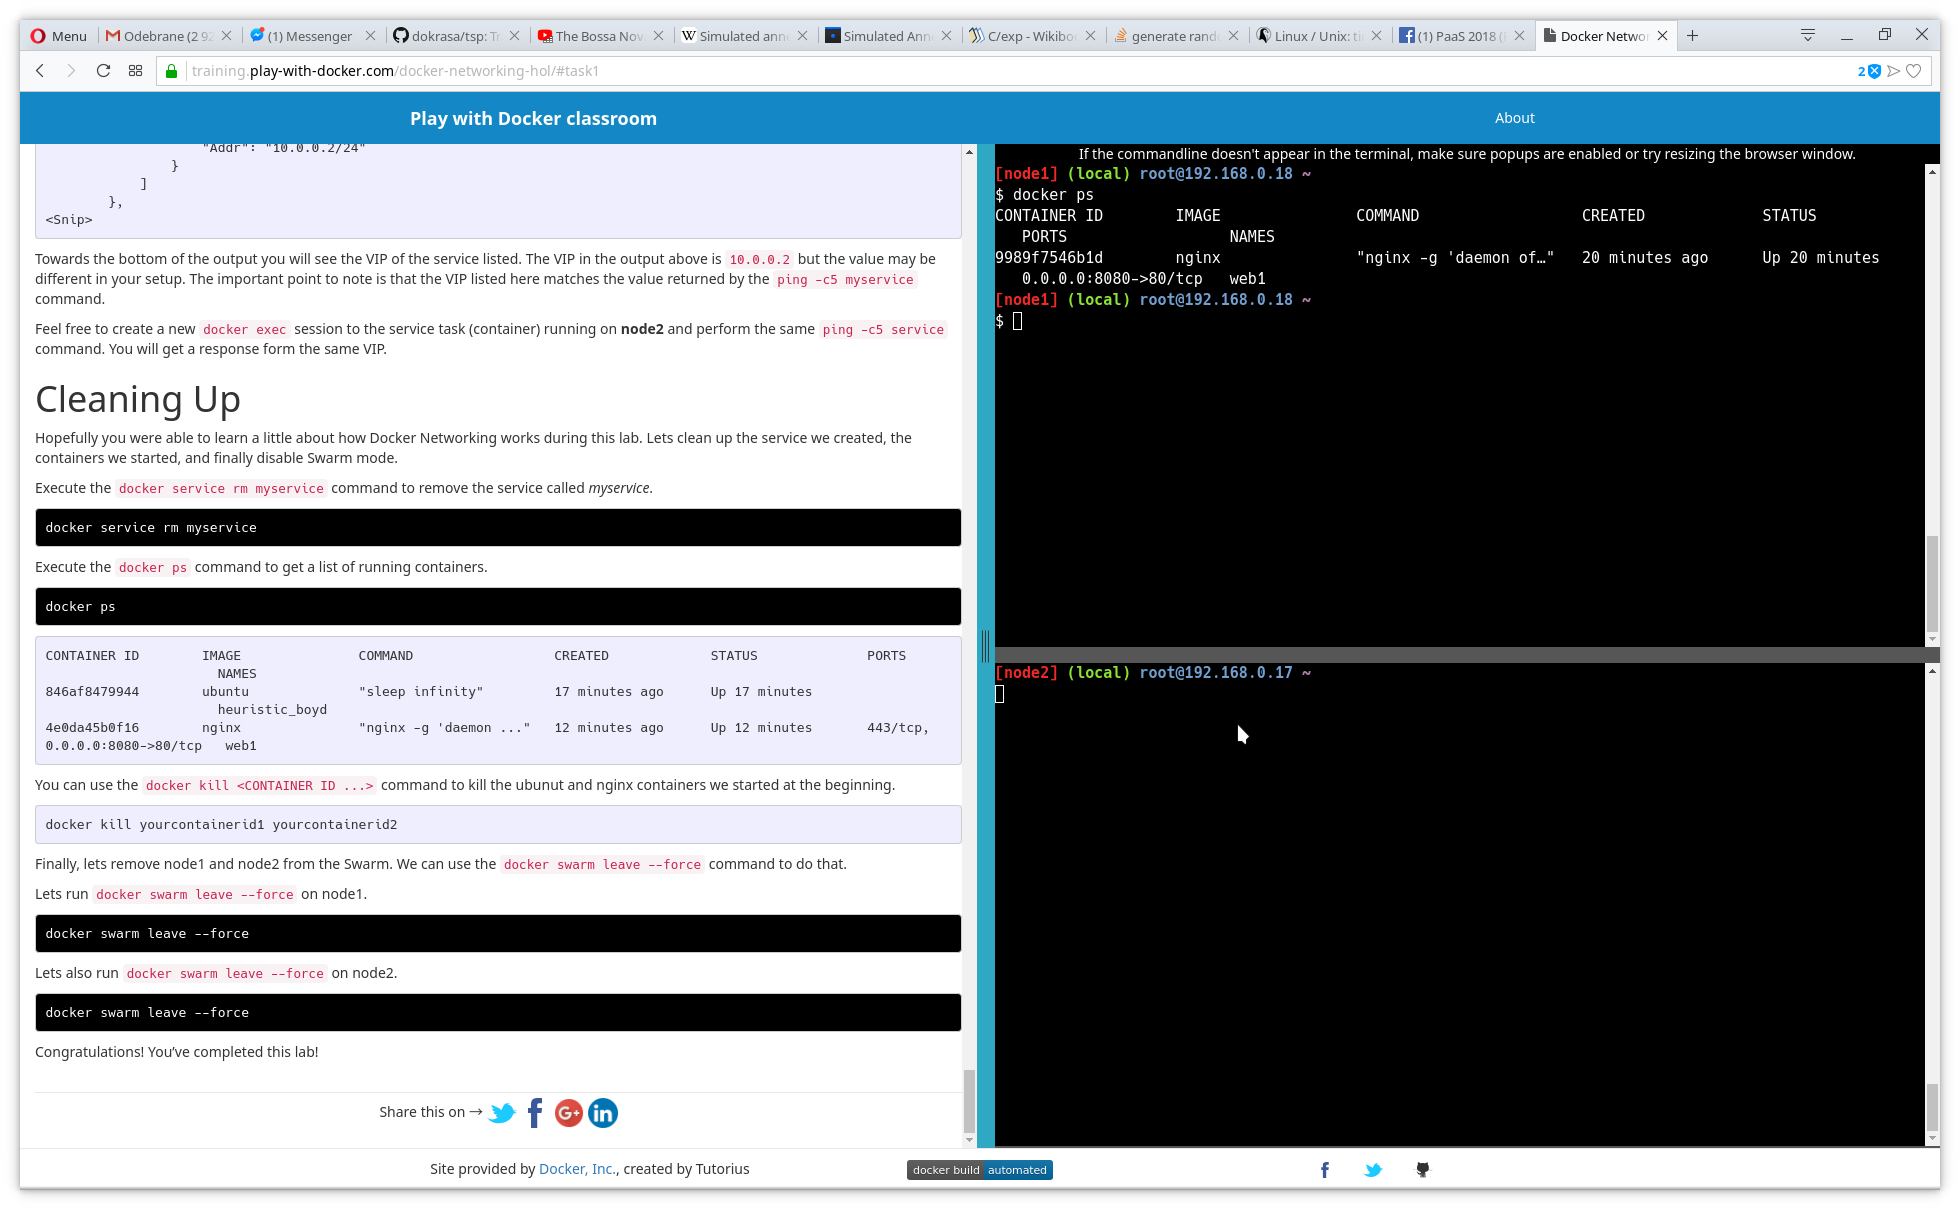 Menu
Odebrane (2 92
(1) Messenger
dokrasa/tsp: Tr
The Bossa Nov
Simulated anne
Simulated Anne
C/exp - Wikiboo
generate rando
Linux / Unix: ti
(1) PaaS 2018 (
Docker Networ
training.play-with-docker.com/docker-networking-hol/#task1
2
Play with Docker classroom
About
"Addr": "10.0.0.2/24"
}
]
},
<Snip>
Towards the bottom of the output you will see the VIP of the service listed. The VIP in the output above is 10.0.0.2 but the value may be
different in your setup. The important point to note is that the VIP listed here matches the value returned by the ping -c5 myservice
command.
Feel free to create a new docker exec session to the service task (container) running on node2 and perform the same ping -c5 service
command. You will get a response form the same VIP.
Cleaning Up
Hopefully you were able to learn a little about how Docker Networking works during this lab. Lets clean up the service we created, the
containers we started, and finally disable Swarm mode.
Execute the docker service rm myservice command to remove the service called myservice.
docker service rm myservice
Execute the docker ps command to get a list of running containers.
docker ps
CONTAINER ID IMAGE COMMAND CREATED STATUS PORTS
NAMES
846af8479944 ubuntu "sleep infinity" 17 minutes ago Up 17 minutes
heuristic_boyd
4e0da45b0f16 nginx "nginx -g 'daemon ..." 12 minutes ago Up 12 minutes 443/tcp,
0.0.0.0:8080->80/tcp web1
You can use the docker kill <CONTAINER ID ...> command to kill the ubunut and nginx containers we started at the beginning.
docker kill yourcontainerid1 yourcontainerid2
Finally, lets remove node1 and node2 from the Swarm. We can use the docker swarm leave --force command to do that.
Lets run docker swarm leave --force on node1.
docker swarm leave --force
Lets also run docker swarm leave --force on node2.
docker swarm leave --force
Congratulations! You've completed this lab!
Share this on →
If the commandline doesn't appear in the terminal, make sure popups are enabled or try resizing the browser window.
[node1] (local) root@192.168.0.18 ~
$ docker ps
CONTAINER ID IMAGE COMMAND CREATED STATUS
PORTS NAMES
9989f7546b1d nginx "nginx -g 'daemon of…" 20 minutes ago Up 20 minutes
0.0.0.0:8080->80/tcp web1
[node1] (local) root@192.168.0.18 ~
$
[node2] (local) root@192.168.0.17 ~
Site provided by Docker, Inc., created by Tutorius
docker build automated